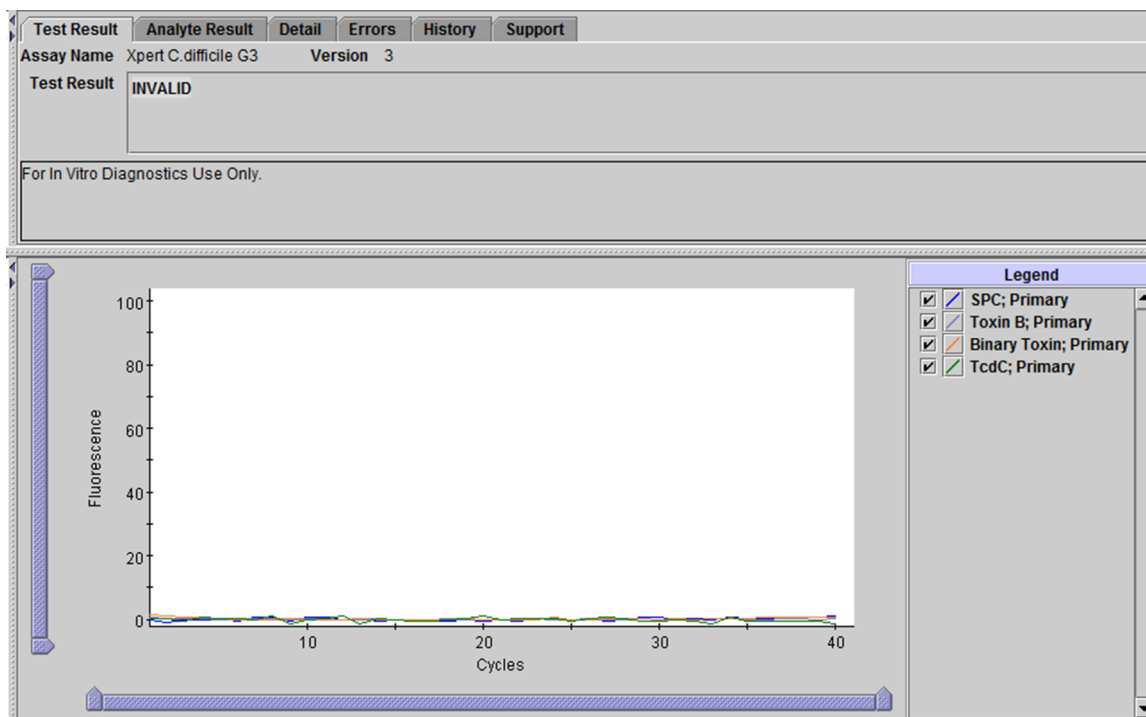 Test Result Analyte Result Detail Errors History Support
Assay Name Xpert C.difficile G3 Version 3
Test Result INVALID
For In Vitro Diagnostics Use Only.
Legend
SPC; Primary
Toxin B; Primary
Binary Toxin; Primary
TcdC; Primary
100
80
60
40
20
0
Fluorescence
10 20 30 40
Cycles